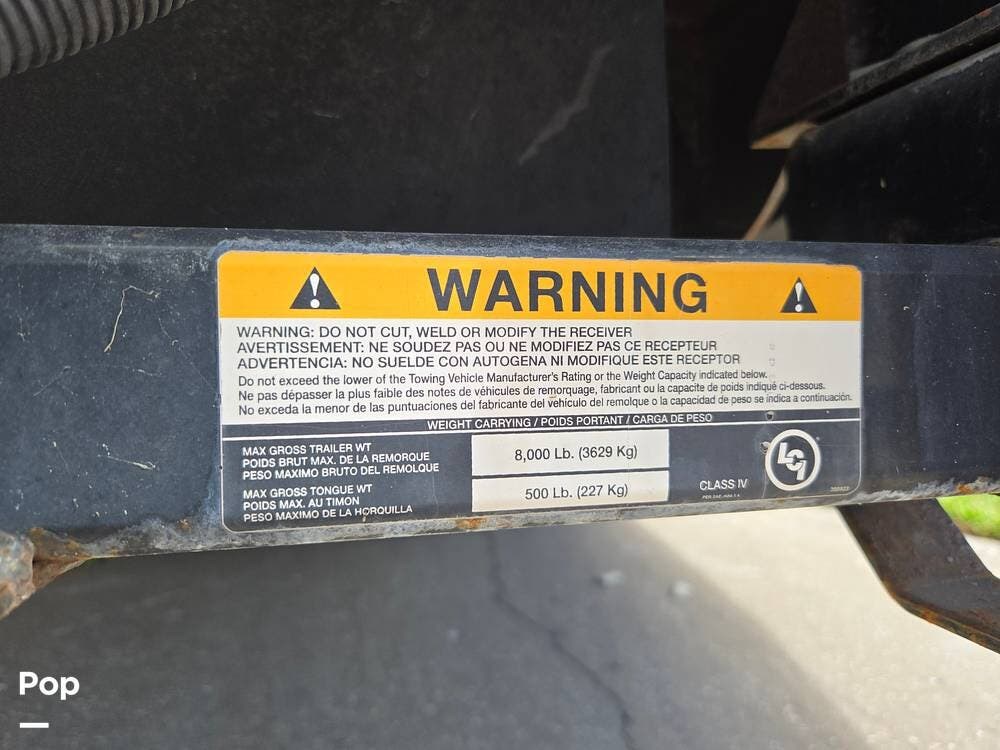 WARNING
WARNING: DO NOT CUT, WELD OR MODIFY THE RECEIVER
AVERTISSEMENT: NE SOUDEZ PAS OU NE MODIFIEZ PAS CE RECEPTEUR
ADVERTENCIA: NO SUELDE CON AUTOGENA NI MODIFIQUE ESTE RECEPTOR
Do not exceed the lower of the Towing Vehicle Manufacturer's Rating or the Weight Capacity indicated below.
Ne pas dépasser la plus faible des notes de véhicules de remorquage, fabricant ou la capacite de poids indiqué ci-dessous.
No exceda la menor de las puntuaciones del fabricante del vehículo del remolque o la capacidad de peso se indica a continuación.
WEIGHT CARRYING / POIDS PORTANT / CARGA DE PESO
MAX GROSS TRAILER WT
POIDS BRUT MAX. DE LA REMORQUE
PESO MAXIMO BRUTO DEL REMOLQUE
8,000 Lb. (3629 Kg)
MAX GROSS TONGUE WT
POIDS MAX. AU TIMON
PESO MAXIMO DE LA HORQUILLA
500 Lb. (227 Kg)
CLASS IV
LCI
Pop